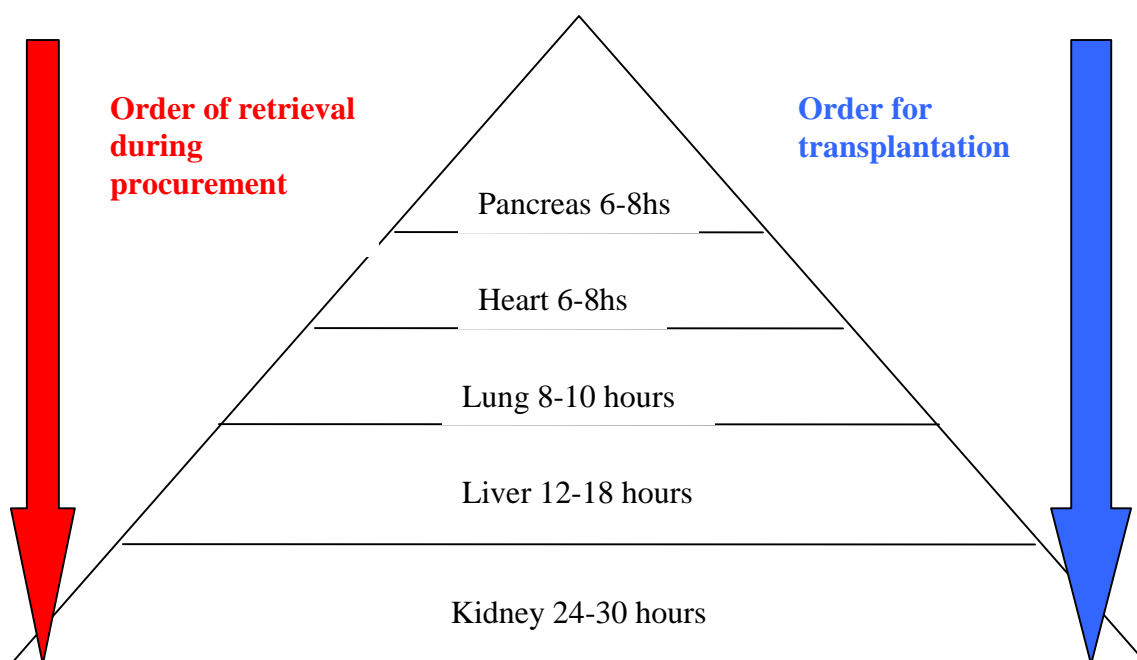 Order of retrieval
during
procurement
Order for
transplantation
Pancreas 6-8hs
Heart 6-8hs
Lung 8-10 hours
Liver 12-18 hours
Kidney 24-30 hours